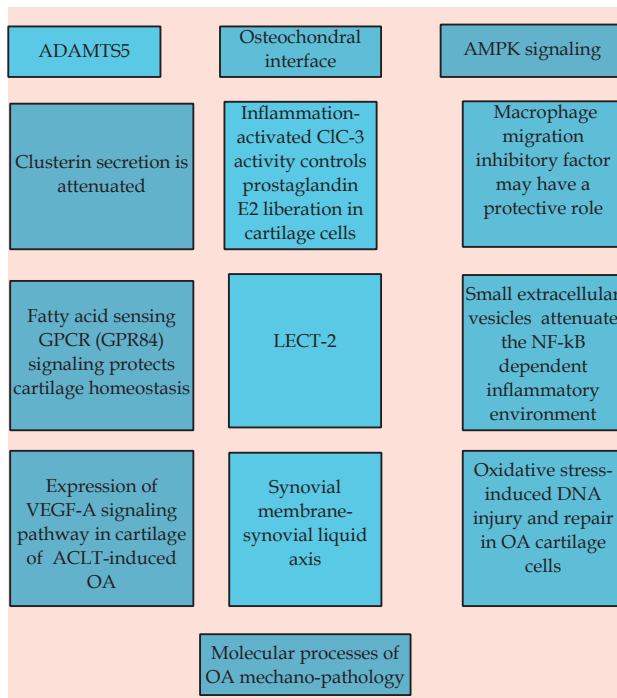 ADAMTS5
Osteochondral
interface
AMPK signaling
Clusterin secretion is
attenuated
Inflammation-
activated ClC-3
activity controls
prostaglandin
E2 liberation in
cartilage cells
Macrophage
migration
inhibitory factor
may have a
protective role
Fatty acid sensing
GPCR (GPR84)
signaling protects
cartilage homeostasis
LECT-2
Small extracellular
vesicles attenuate
the NF-kB
dependent
inflammatory
environment
Expression of
VEGF-A signaling
pathway in cartilage
of ACLT-induced
OA
Synovial
membrane-
synovial liquid
axis
Oxidative stress-
induced DNA
injury and repair
in OA cartilage
cells
Molecular processes of
OA mechano-pathology